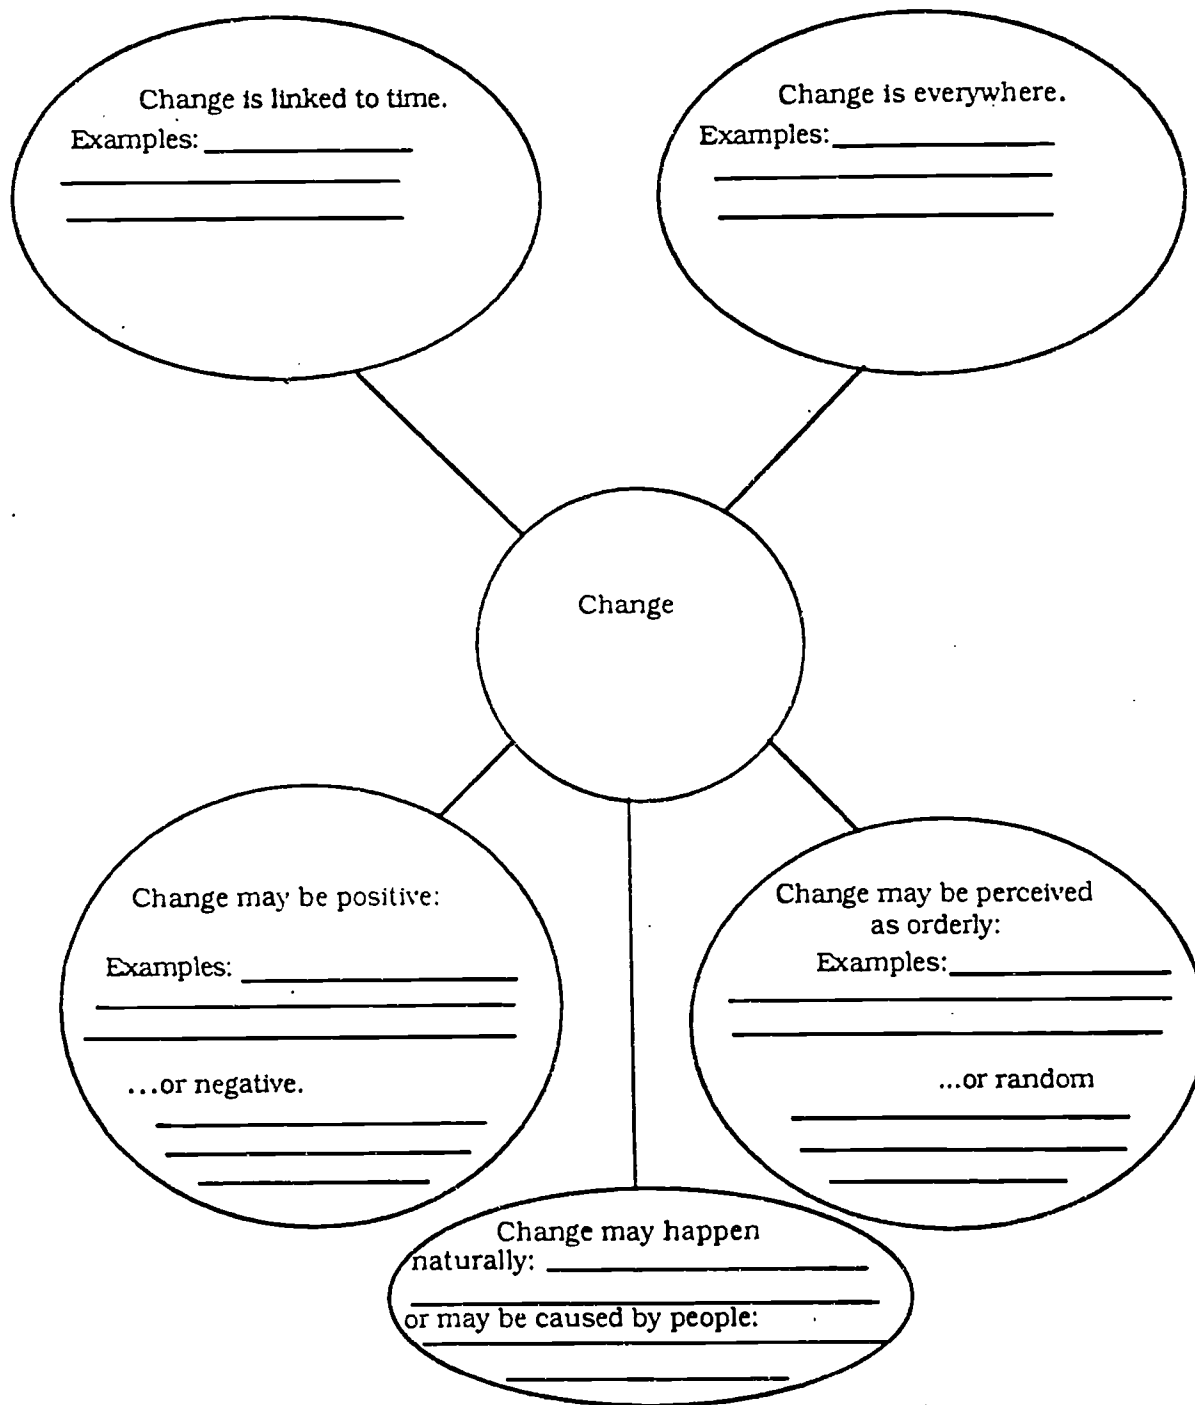 Change is linked to time.
Examples:
Change is everywhere.
Examples:
Change
Change may be positive:
Examples:
...or negative.
Change may be perceived
as orderly:
Examples:
...or random
Change may happen
naturally:
or may be caused by people: